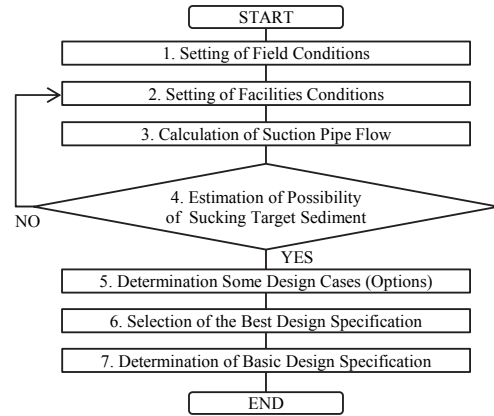 START
1. Setting of Field Conditions
2. Setting of Facilities Conditions
3. Calculation of Suction Pipe Flow
4. Estimation of Possibility
of Sucking Target Sediment
NO
YES
5. Determination Some Design Cases (Options)
6. Selection of the Best Design Specification
7. Determination of Basic Design Specification
END